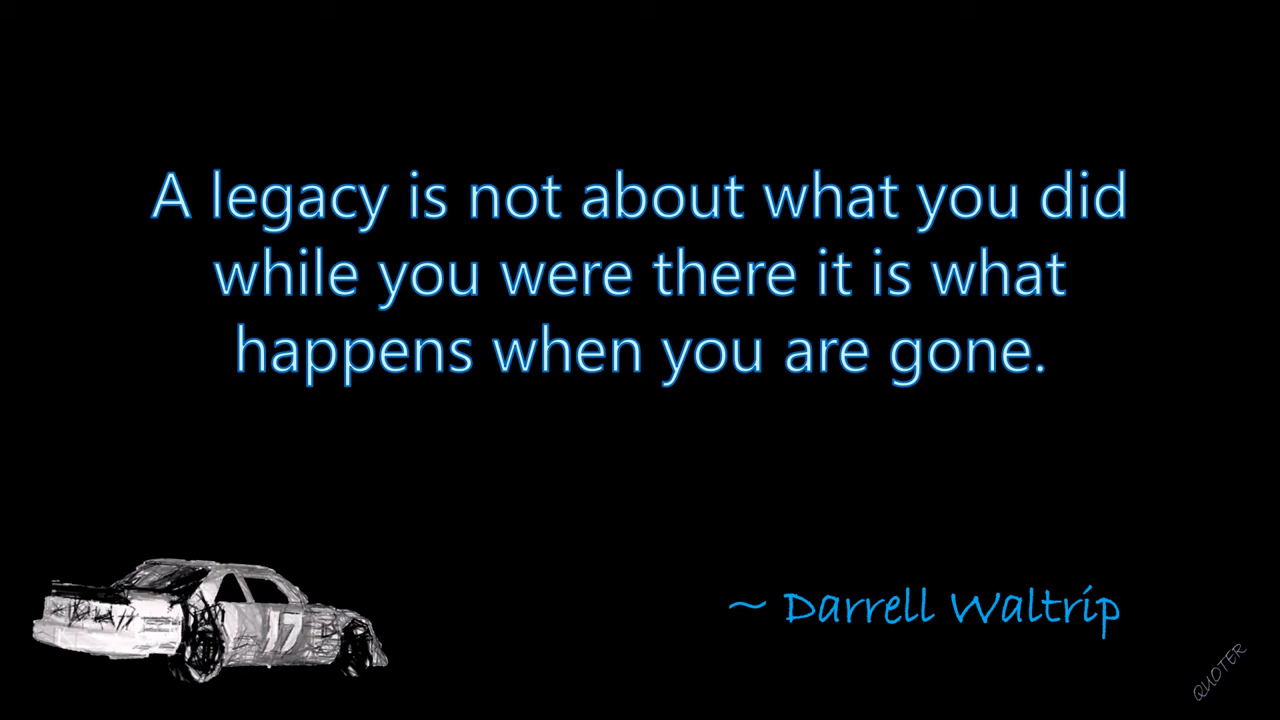 A legacy is not about what you did
while you were there it is what
happens when you are gone.
~ Darrell Waltrip
17
QUOTER